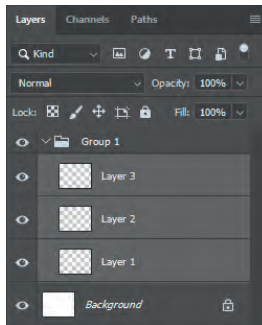 Layers Channels Paths
Kind T
Normal Opacity: 100%
Lock: Fill: 100%
Group 1
Layer 3
Layer 2
Layer 1
Background